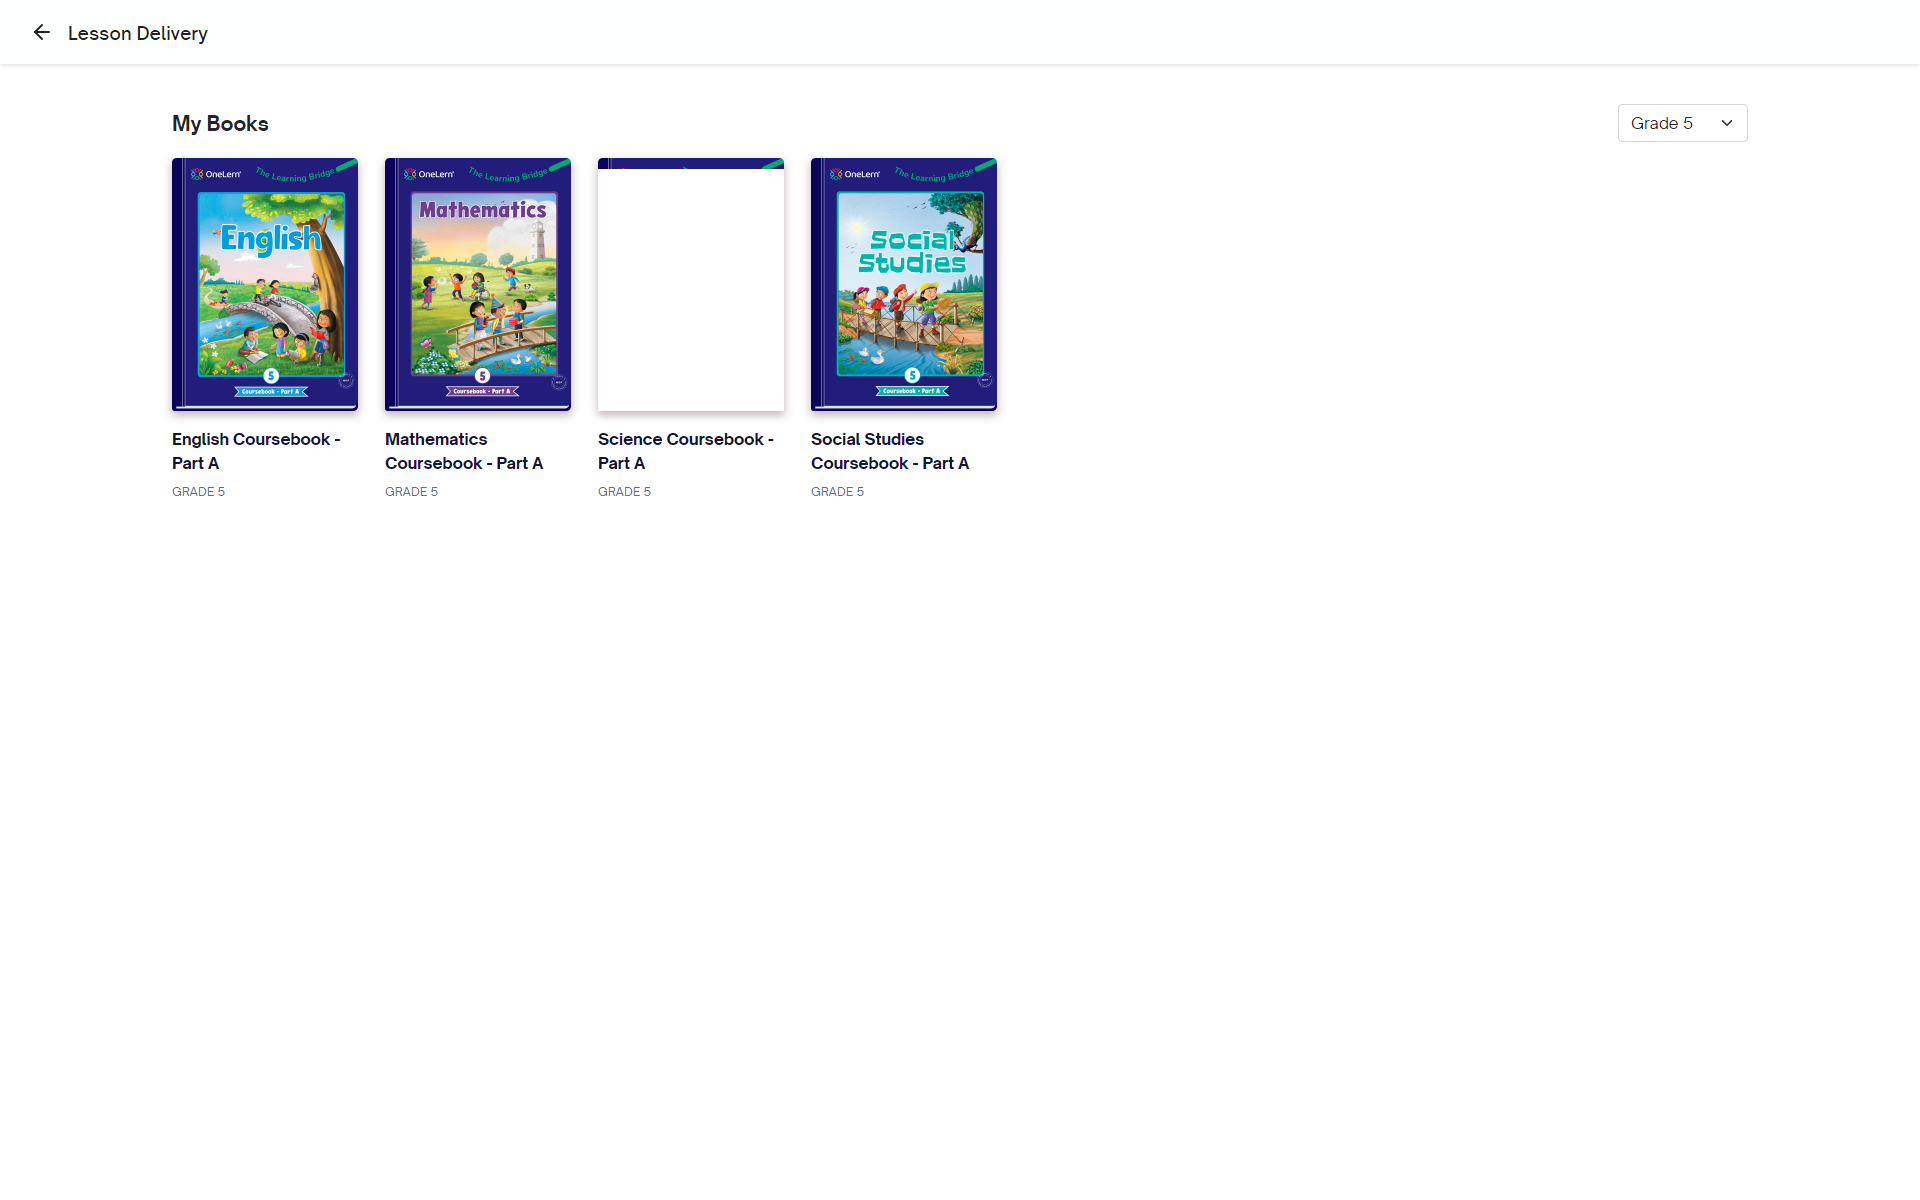 Lesson Delivery
My Books
Grade 5
OneLern
The Learning Bridge
English
5
Coursebook - Part A
OneLern
The Learning Bridge
Mathematics
5
Coursebook - Part A
OneLern
The Learning Bridge
Social
Studies
5
Coursebook - Part A
English Coursebook -
Part A
GRADE 5
Mathematics
Coursebook - Part A
GRADE 5
Science Coursebook -
Part A
GRADE 5
Social Studies
Coursebook - Part A
GRADE 5